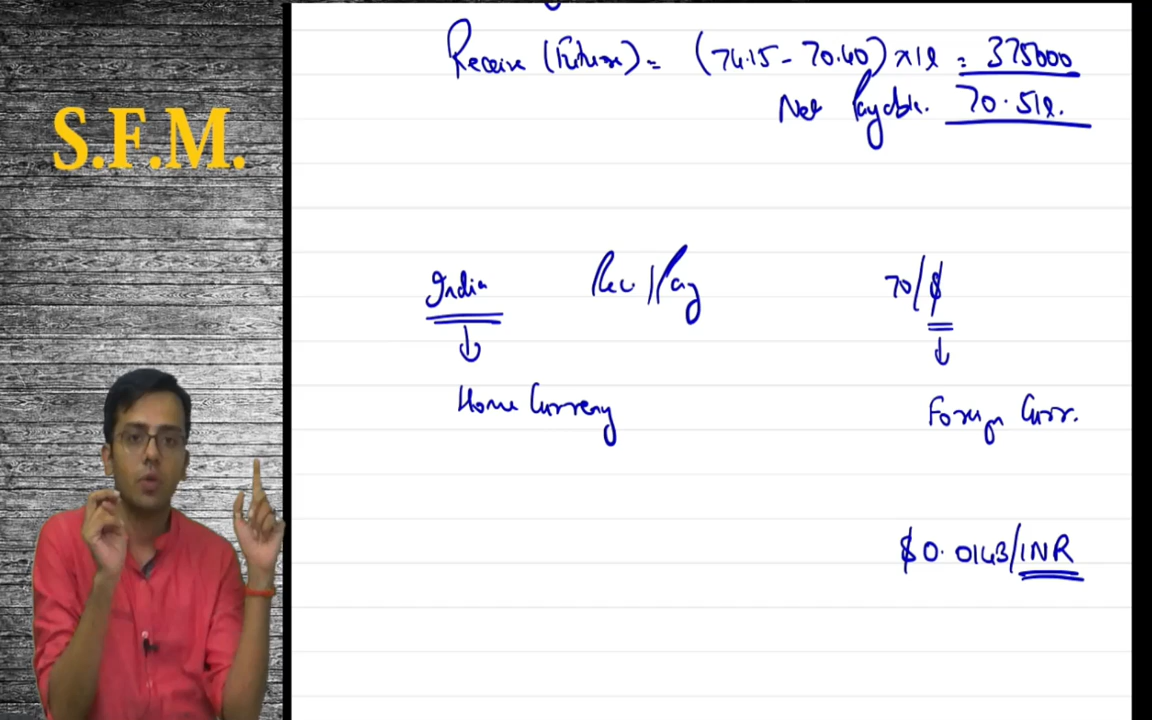 S.F.M.
Receive (Future) = (74.15 - 70.40) x 1l = 375000
Net Payable. 70.51l.
India Rec/Pay 70/$
Home Currency Foreign Curr.
$0.0143/INR